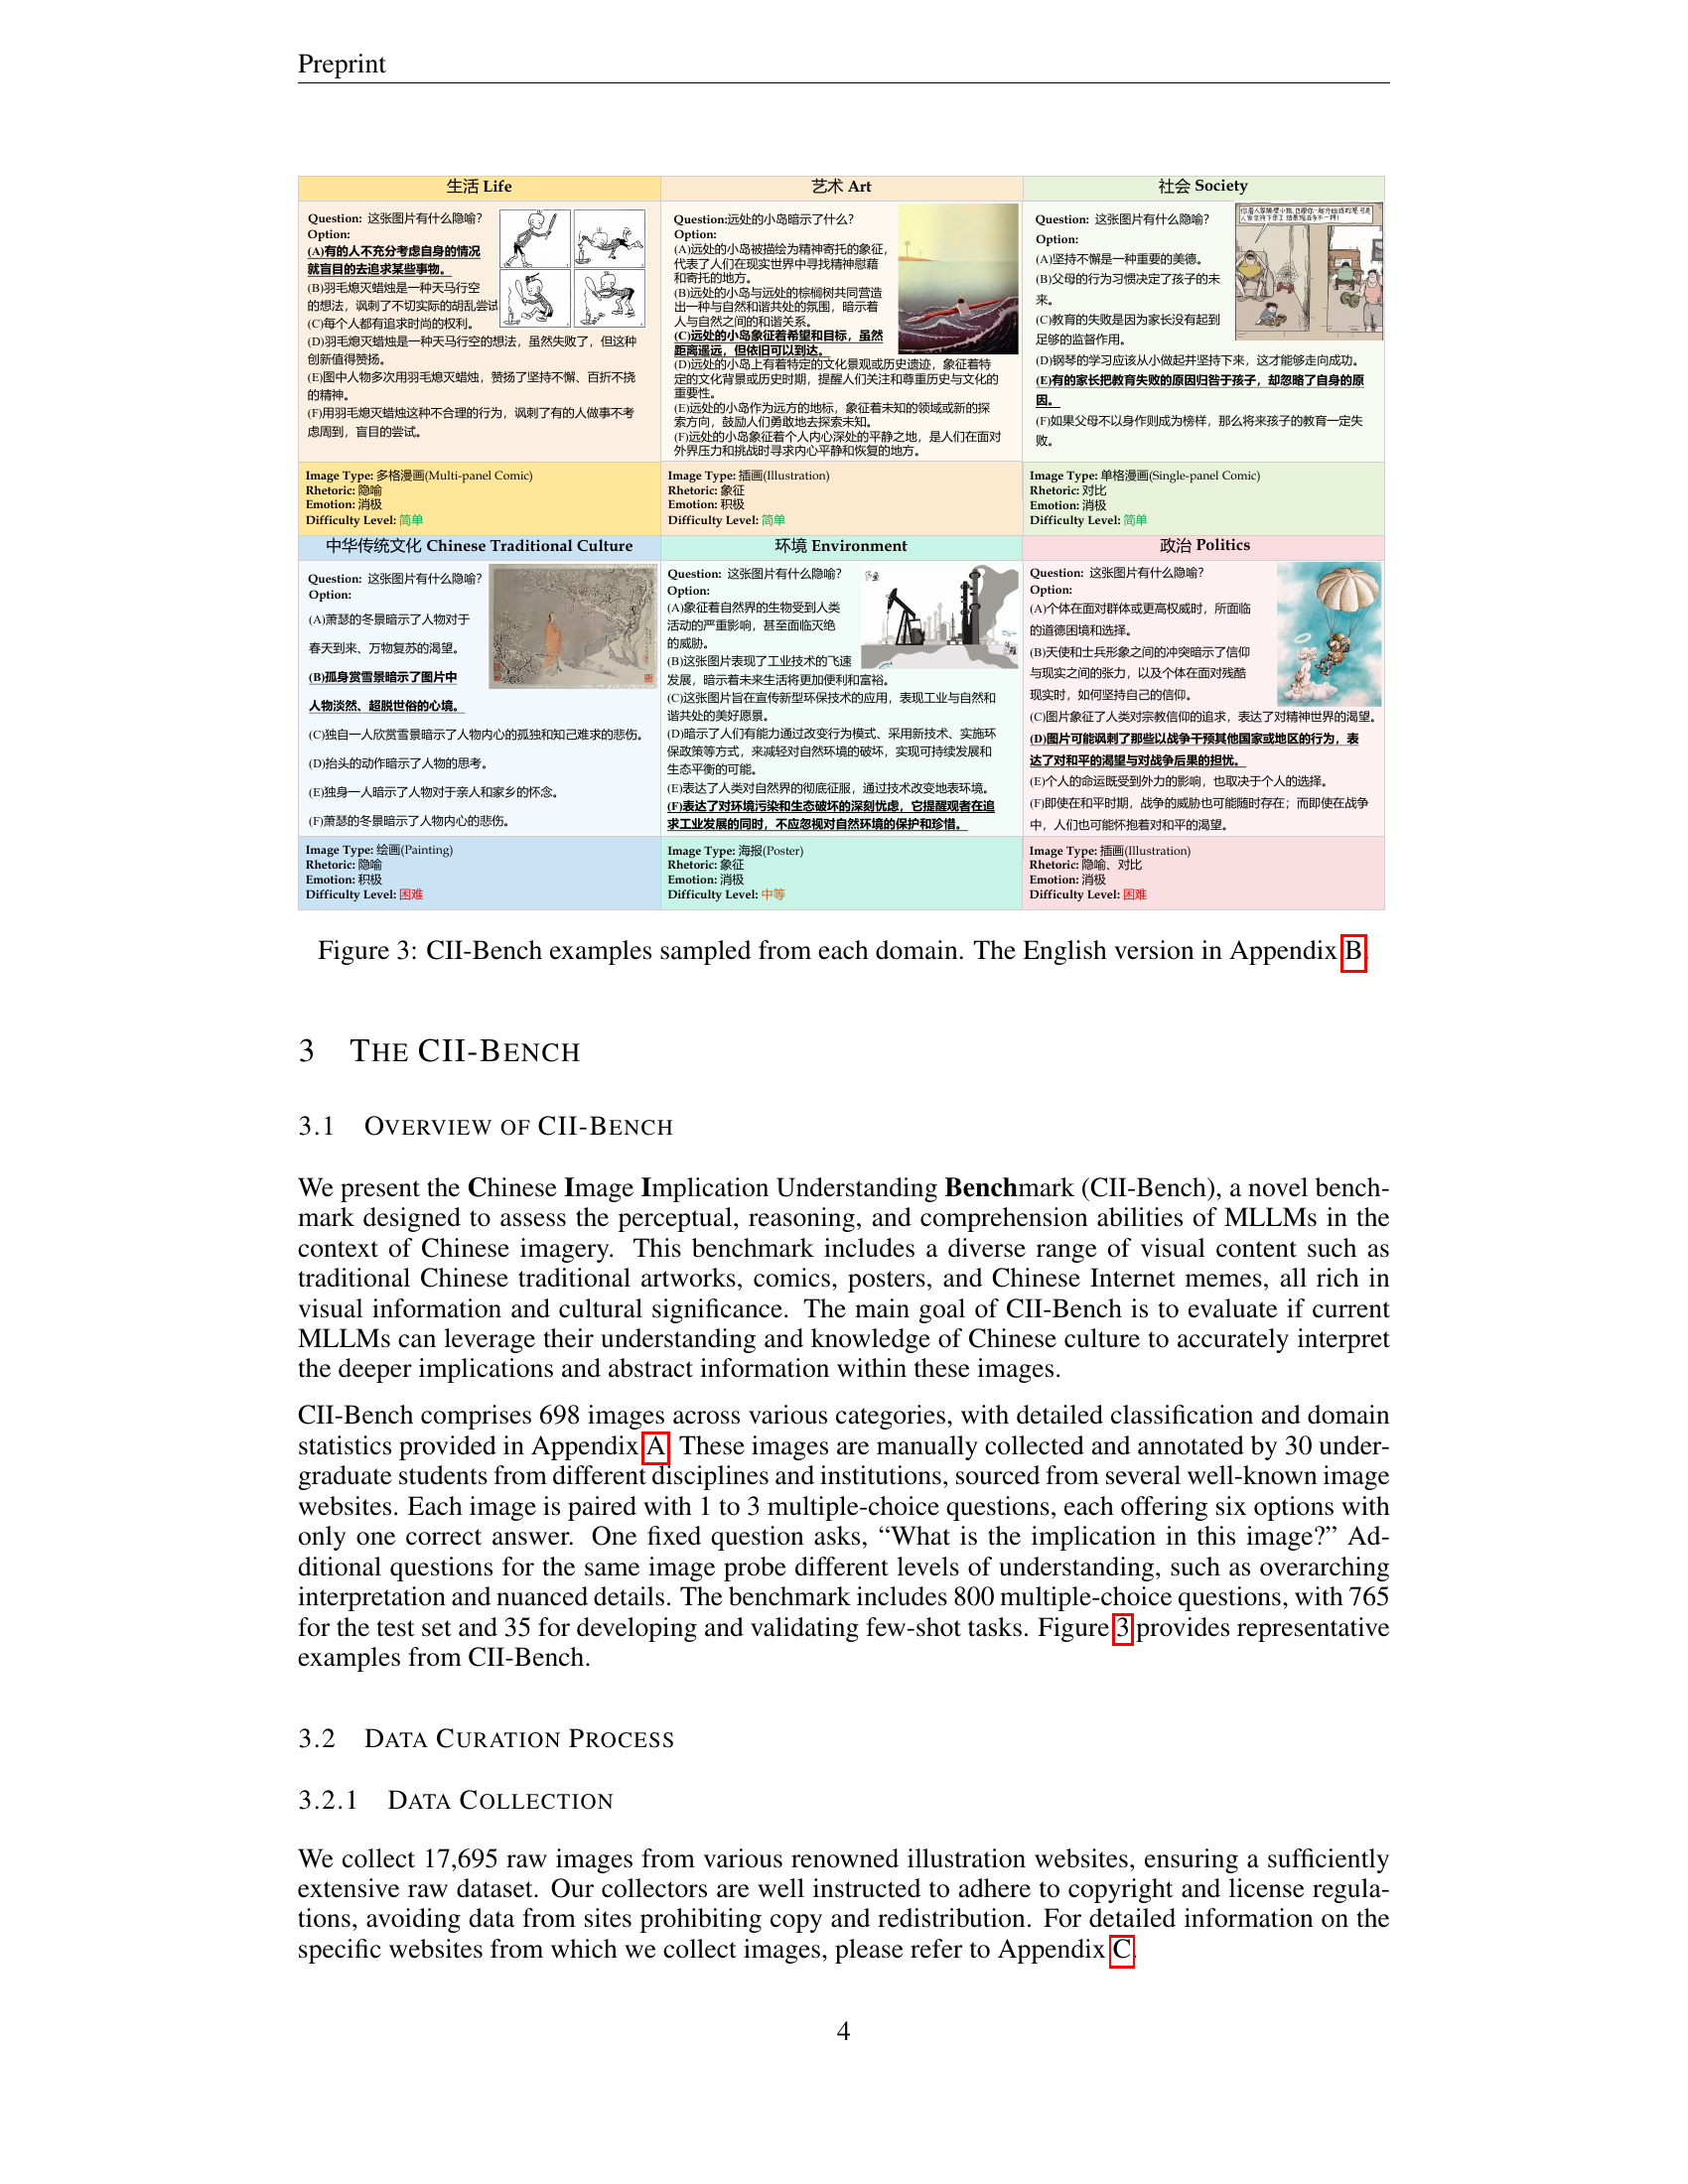 Preprint
生活 Life
Question: 这张图片有什么隐喻?
Option:
(A)有的人不充分考虑自身的情况
就盲目的去追求某些事物。
(B)羽毛熄灭蜡烛是一种天马行空
的想法，讽刺了不切实际的胡乱尝试
(C)每个人都有追求时尚的权利。
(D)羽毛熄灭蜡烛是一种天马行空的想法，虽然失败了，但这种
创新值得赞扬。
(E)图中人物多次用羽毛熄灭蜡烛，赞扬了坚持不懈、百折不挠
的精神。
(F)用羽毛熄灭蜡烛这种不合理的行为，讽刺了有的人做事不考
虑周到，盲目的尝试。
Image Type: 多格漫画(Multi-panel Comic)
Rhetoric: 隐喻
Emotion: 消极
Difficulty Level: 简单
艺术 Art
Question:远处的小岛暗示了什么?
Option:
(A)远处的小岛被描绘为精神寄托的象征，
代表了人们在现实世界中寻找精神慰藉
和寄托的地方。
(B)远处的小岛与远处的棕榈树共同营造
出一种与自然和谐共处的氛围，暗示着
人与自然之间的和谐关系。
(C)远处的小岛象征着希望和目标，虽然
距离遥远，但依旧可以到达。
(D)远处的小岛上有着特定的文化景观或历史遗迹，象征着特
定的文化背景或历史时期，提醒人们关注和尊重历史与文化的
重要性。
(E)远处的小岛作为远方的地标，象征着未知的领域或新的探
索方向，鼓励人们勇敢地去探索未知。
(F)远处的小岛象征着个人内心深处的平静之地，是人们在面对
外界压力和挑战时寻求内心平静和恢复的地方。
Image Type: 插画(Illustration)
Rhetoric: 象征
Emotion: 积极
Difficulty Level: 简单
社会 Society
Question: 这张图片有什么隐喻?
Option:
(A)坚持不懈是一种重要的美德。
(B)父母的行为习惯决定了孩子的未
来。
(C)教育的失败是因为家长没有起到
足够的监督作用。
(D)钢琴的学习应该从小做起并坚持下来，这才能够走向成功。
(E)有的家长把教育失败的原因归咎于孩子，却忽略了自身的原
因。
(F)如果父母不以身作则成为榜样，那么将来孩子的教育一定失
败。
Image Type: 单格漫画(Single-panel Comic)
Rhetoric: 对比
Emotion: 消极
Difficulty Level: 简单
中华传统文化 Chinese Traditional Culture
Question: 这张图片有什么隐喻?
Option:
(A)萧瑟的冬景暗示了人物对于
春天到来、万物复苏的渴望。
(B)孤身赏雪景暗示了图片中
人物淡然、超脱世俗的心境。
(C)独自一人欣赏雪景暗示了人物内心的孤独和知己难求的悲伤。
(D)抬头的动作暗示了人物的思考。
(E)独身一人暗示了人物对于亲人和家乡的怀念。
(F)萧瑟的冬景暗示了人物内心的悲伤。
Image Type: 绘画(Painting)
Rhetoric: 隐喻
Emotion: 积极
Difficulty Level: 困难
环境 Environment
Question: 这张图片有什么隐喻?
Option:
(A)象征着自然界的生物受到人类
活动的严重影响，甚至面临灭绝
的威胁。
(B)这张图片表现了工业技术的飞速
发展，暗示着未来生活将更加便利和富裕。
(C)这张图片旨在宣传新型环保技术的应用，表现工业与自然和
谐共处的美好愿景。
(D)暗示了人们有能力通过改变行为模式、采用新技术、实施环
保政策等方式，来减轻对自然环境的破坏，实现可持续发展和
生态平衡的可能。
(E)表达了人类对自然界的彻底征服，通过技术改变地表环境。
(F)表达了对环境污染和生态破坏的深刻忧虑，它提醒观者在追
求工业发展的同时，不应忽视对自然环境的保护和珍惜。
Image Type: 海报(Poster)
Rhetoric: 象征
Emotion: 消极
Difficulty Level: 中等
政治 Politics
Question: 这张图片有什么隐喻?
Option:
(A)个体在面对群体或更高权威时，所面临
的道德困境和选择。
(B)天使和士兵形象之间的冲突暗示了信仰
与现实之间的张力，以及个体在面对残酷
现实时，如何坚持自己的信仰。
(C)图片象征了人类对宗教信仰的追求，表达了对精神世界的渴望。
(D)图片可能讽刺了那些以战争干预其他国家或地区的行为，表
达了对和平的渴望与对战争后果的担忧。
(E)个人的命运既受到外力的影响，也取决于个人的选择。
(F)即使在和平时期，战争的威胁也可能随时存在；而即使在战争
中，人们也可能怀抱着对和平的渴望。
Image Type: 插画(Illustration)
Rhetoric: 隐喻、对比
Emotion: 消极
Difficulty Level: 困难
Figure 3: CII-Bench examples sampled from each domain. The English version in Appendix B.
3 THE CII-BENCH
3.1 OVERVIEW OF CII-BENCH
We present the Chinese Image Implication Understanding Benchmark (CII-Bench), a novel bench-
mark designed to assess the perceptual, reasoning, and comprehension abilities of MLLMs in the
context of Chinese imagery. This benchmark includes a diverse range of visual content such as
traditional Chinese traditional artworks, comics, posters, and Chinese Internet memes, all rich in
visual information and cultural significance. The main goal of CII-Bench is to evaluate if current
MLLMs can leverage their understanding and knowledge of Chinese culture to accurately interpret
the deeper implications and abstract information within these images.
CII-Bench comprises 698 images across various categories, with detailed classification and domain
statistics provided in Appendix A. These images are manually collected and annotated by 30 under-
graduate students from different disciplines and institutions, sourced from several well-known image
websites. Each image is paired with 1 to 3 multiple-choice questions, each offering six options with
only one correct answer. One fixed question asks, “What is the implication in this image?” Ad-
ditional questions for the same image probe different levels of understanding, such as overarching
interpretation and nuanced details. The benchmark includes 800 multiple-choice questions, with 765
for the test set and 35 for developing and validating few-shot tasks. Figure 3 provides representative
examples from CII-Bench.
3.2 DATA CURATION PROCESS
3.2.1 DATA COLLECTION
We collect 17,695 raw images from various renowned illustration websites, ensuring a sufficiently
extensive raw dataset. Our collectors are well instructed to adhere to copyright and license regula-
tions, avoiding data from sites prohibiting copy and redistribution. For detailed information on the
specific websites from which we collect images, please refer to Appendix C.
4